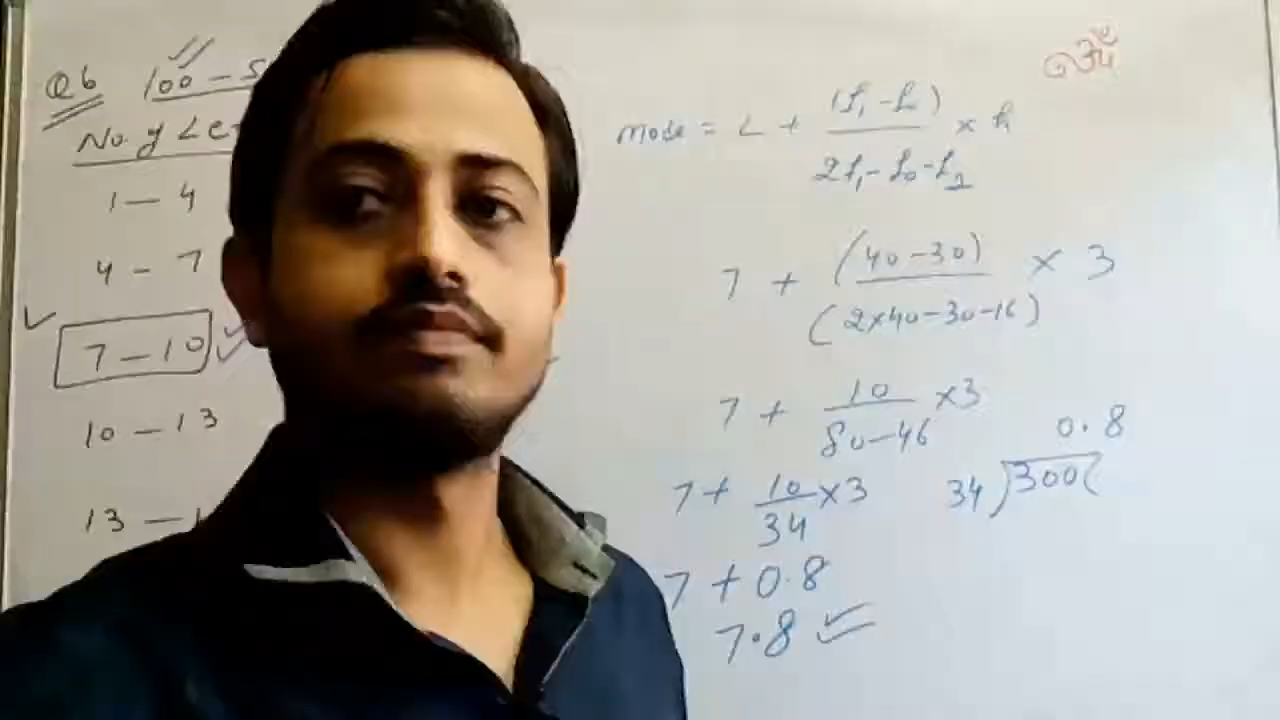 Q6 100 - S
No. of Let
1 - 4
4 - 7
7 - 10
10 - 13
13 - 1
ॐ
mode = L + (f₁ - f₀) / 2f₁ - f₀ - f₂ × h
7 + (40 - 30) / (2×40 - 30 - 16) × 3
7 + 10 / 80 - 46 × 3
7 + 10 / 34 × 3
0.8
34 ) 300 (
7 + 0.8
7.8